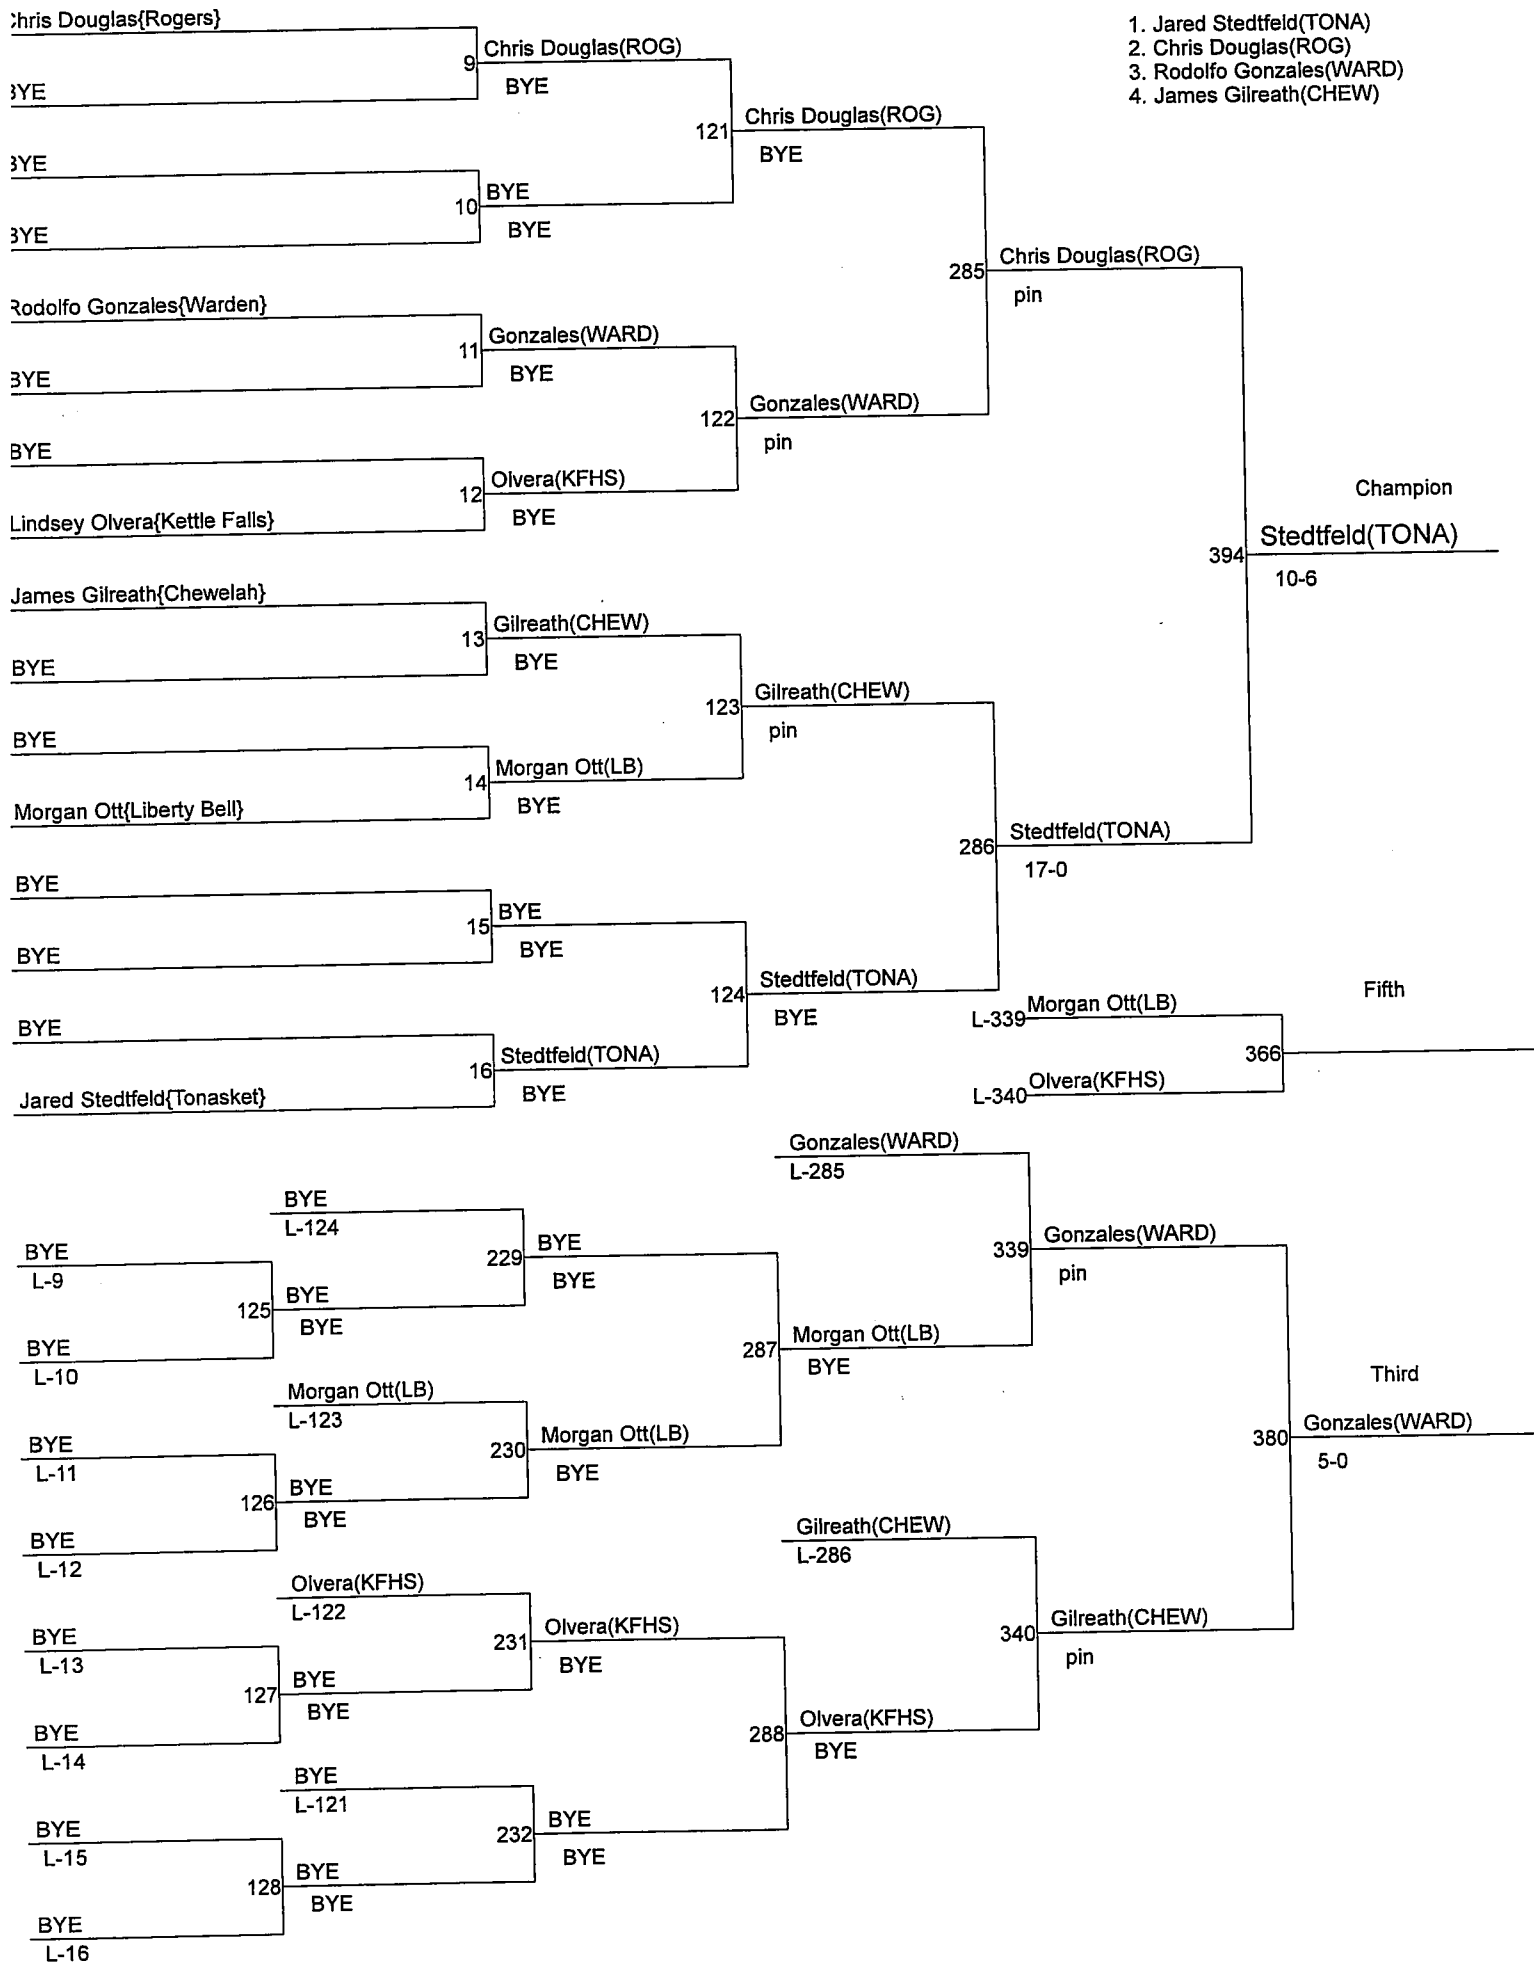 Chris Douglas{Rogers}
9
Chris Douglas(ROG)
BYE
BYE
121
Chris Douglas(ROG)
BYE
BYE
10
BYE
BYE
BYE
285
Chris Douglas(ROG)
pin
Rodolfo Gonzales{Warden}
11
Gonzales(WARD)
BYE
BYE
122
Gonzales(WARD)
pin
BYE
12
Olvera(KFHS)
BYE
Lindsey Olvera{Kettle Falls}
1. Jared Stedtfeld(TONA)
2. Chris Douglas(ROG)
3. Rodolfo Gonzales(WARD)
4. James Gilreath(CHEW)
Champion
394
Stedtfeld(TONA)
10-6
James Gilreath{Chewelah}
13
Gilreath(CHEW)
BYE
BYE
123
Gilreath(CHEW)
pin
BYE
14
Morgan Ott(LB)
BYE
Morgan Ott{Liberty Bell}
286
Stedtfeld(TONA)
17-0
BYE
15
BYE
BYE
BYE
124
Stedtfeld(TONA)
BYE
BYE
16
Stedtfeld(TONA)
BYE
Jared Stedtfeld{Tonasket}
Fifth
L-339
Morgan Ott(LB)
366
L-340
Olvera(KFHS)
Gonzales(WARD)
L-285
BYE
L-124
229
BYE
BYE
BYE
L-9
125
BYE
BYE
BYE
L-10
339
Gonzales(WARD)
pin
287
Morgan Ott(LB)
BYE
Morgan Ott(LB)
L-123
230
Morgan Ott(LB)
BYE
BYE
L-11
126
BYE
BYE
BYE
L-12
Third
380
Gonzales(WARD)
5-0
Gilreath(CHEW)
L-286
Olvera(KFHS)
L-122
231
Olvera(KFHS)
BYE
BYE
L-13
127
BYE
BYE
BYE
L-14
340
Gilreath(CHEW)
pin
288
Olvera(KFHS)
BYE
BYE
L-121
232
BYE
BYE
BYE
L-15
128
BYE
BYE
BYE
L-16